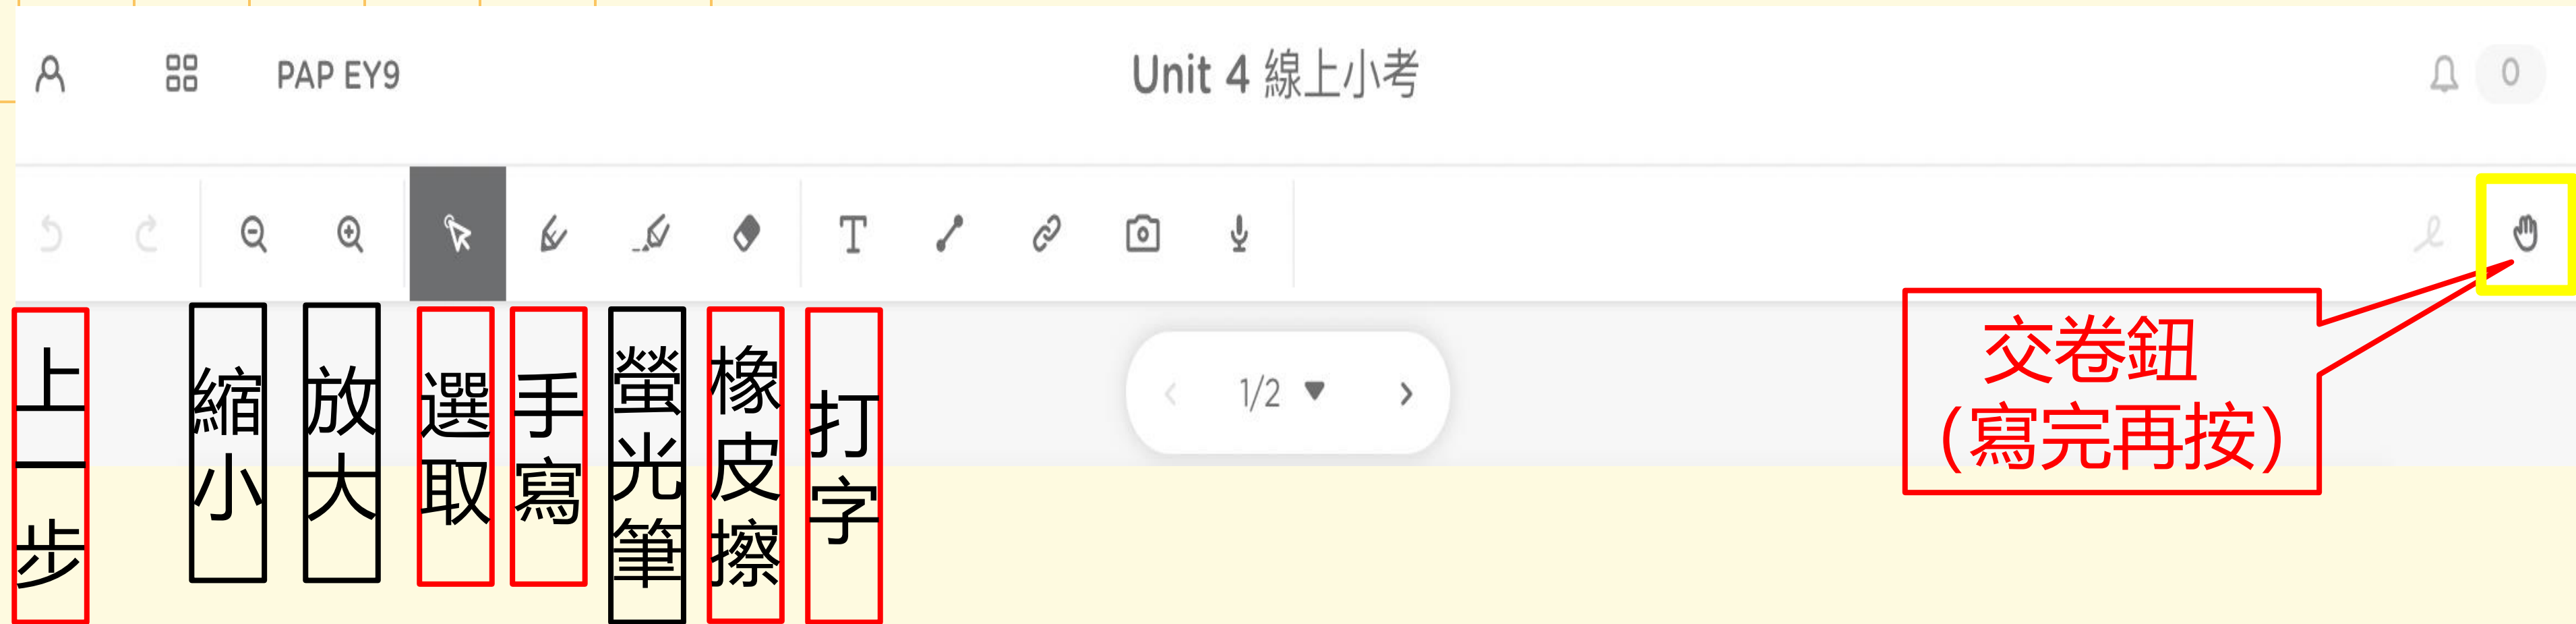 PAP EY9
Unit 4 線上小考
0
上一步
縮小
放大
選取
手寫
螢光筆
橡皮擦
打字
1/2
交卷鈕
(寫完再按)